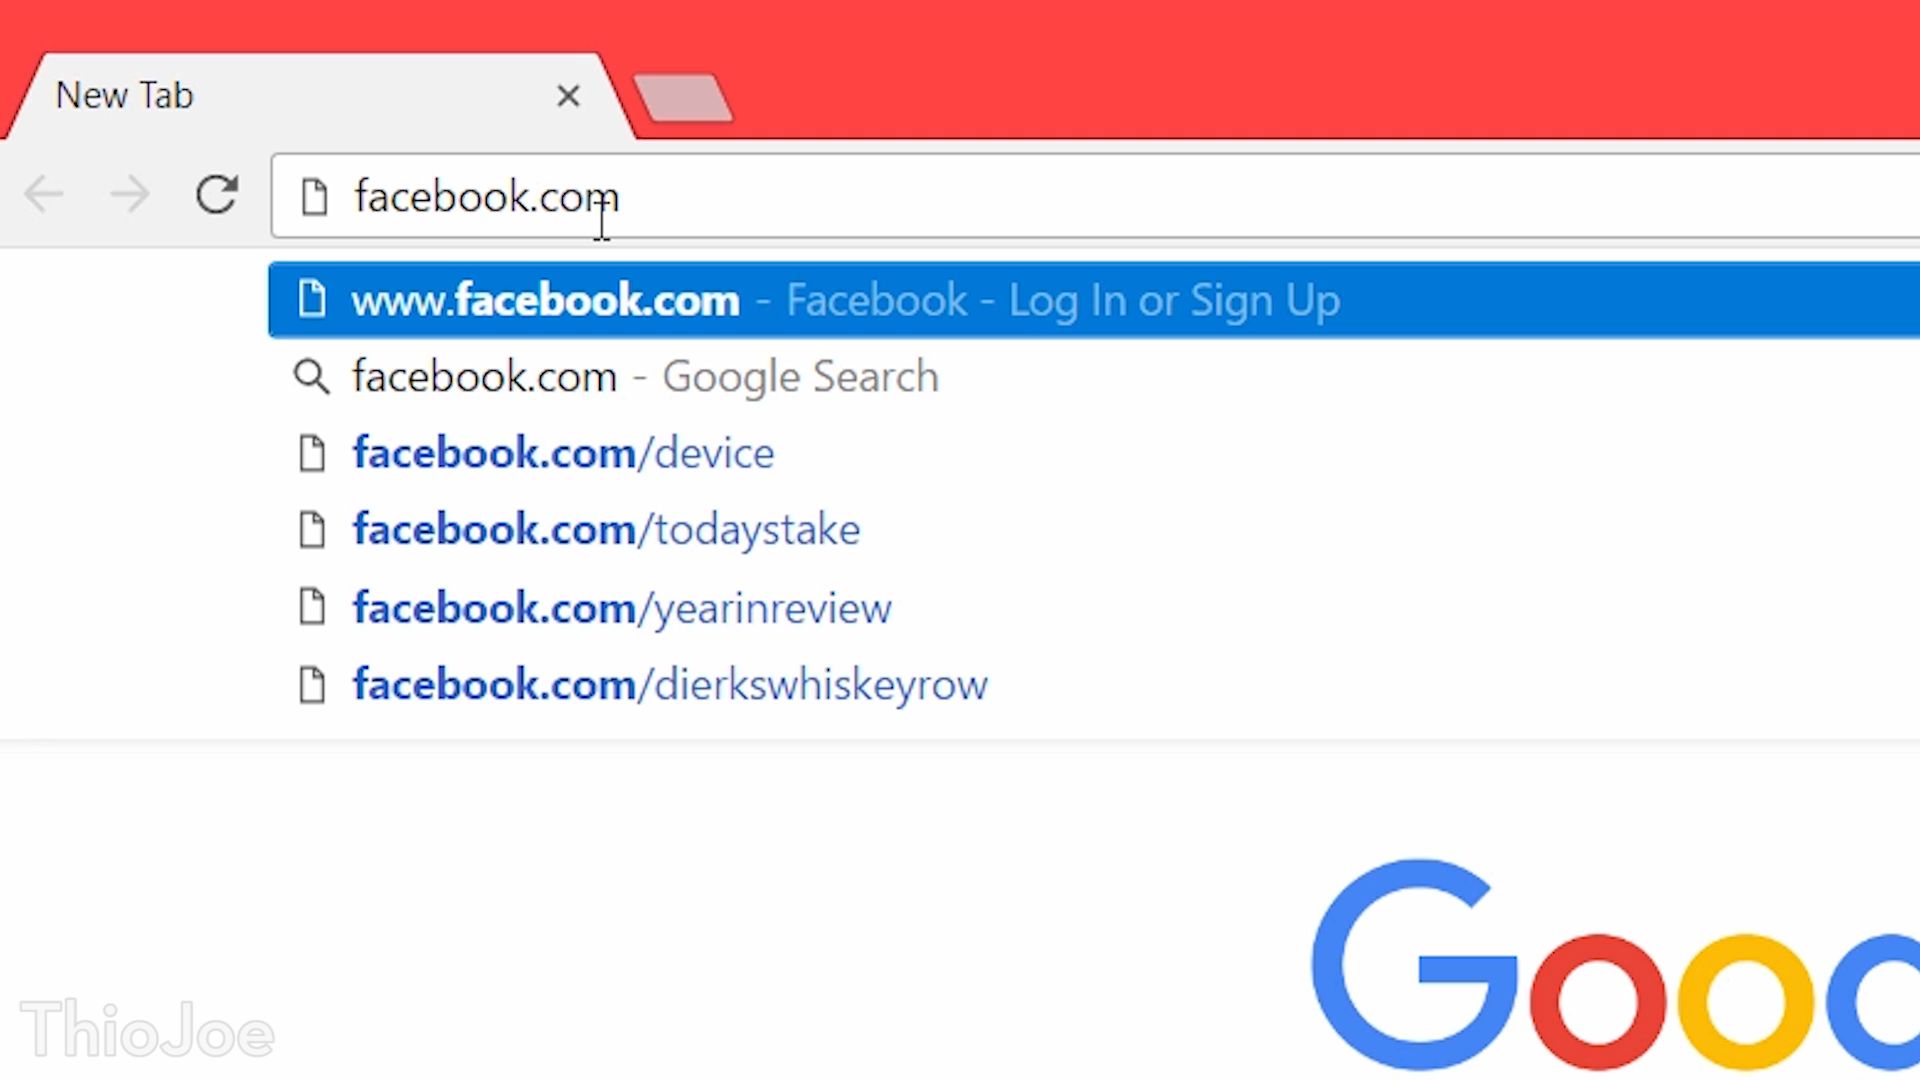 New Tab
facebook.com
www.facebook.com - Facebook - Log In or Sign Up
facebook.com - Google Search
facebook.com/device
facebook.com/todaystake
facebook.com/yearinreview
facebook.com/dierkswhiskeyrow
Goo
ThioJoe